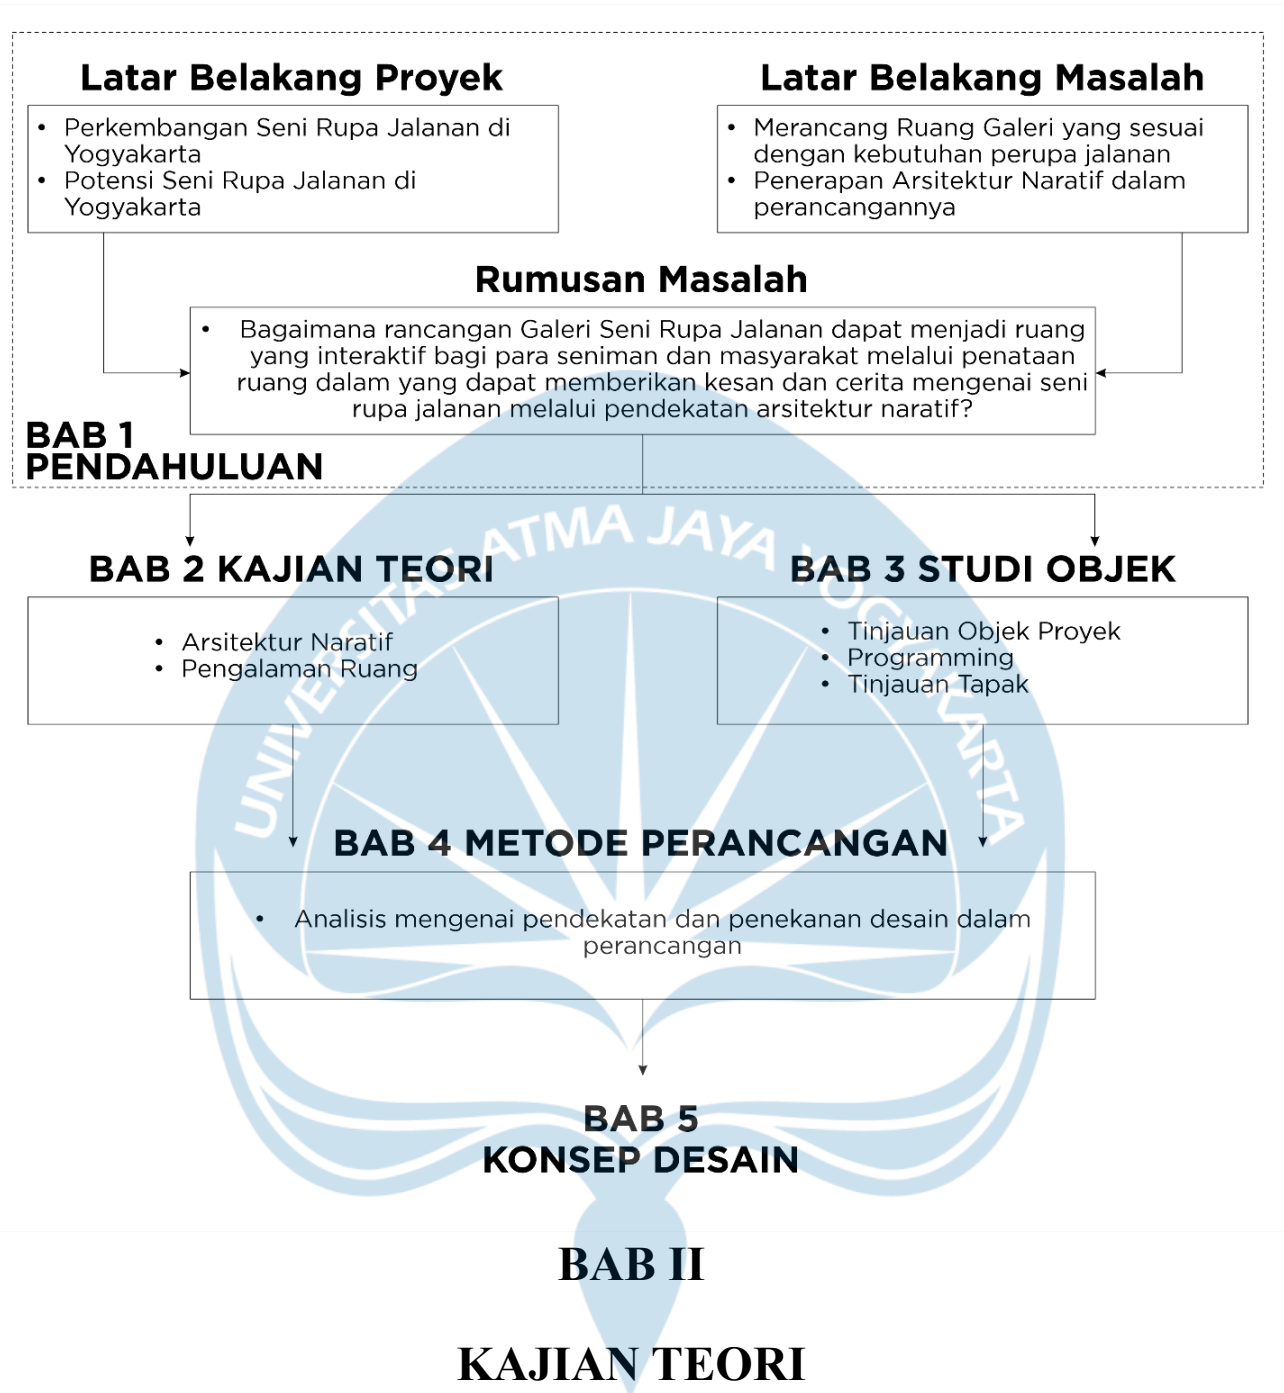 Latar Belakang Proyek
• Perkembangan Seni Rupa Jalanan di
Yogyakarta
• Potensi Seni Rupa Jalanan di
Yogyakarta
Latar Belakang Masalah
• Merancang Ruang Galeri yang sesuai
dengan kebutuhan perupa jalanan
• Penerapan Arsitektur Naratif dalam
perancangannya
Rumusan Masalah
• Bagaimana rancangan Galeri Seni Rupa Jalanan dapat menjadi ruang
yang interaktif bagi para seniman dan masyarakat melalui penataan
ruang dalam yang dapat memberikan kesan dan cerita mengenai seni
rupa jalanan melalui pendekatan arsitektur naratif?
BAB 1
PENDAHULUAN
UNIVERSITAS ATMA JAYA YOGYAKARTA
BAB 2 KAJIAN TEORI
• Arsitektur Naratif
• Pengalaman Ruang
BAB 3 STUDI OBJEK
• Tinjauan Objek Proyek
• Programming
• Tinjauan Tapak
BAB 4 METODE PERANCANGAN
• Analisis mengenai pendekatan dan penekanan desain dalam
perancangan
BAB 5
KONSEP DESAIN
BAB II
KAJIAN TEORI